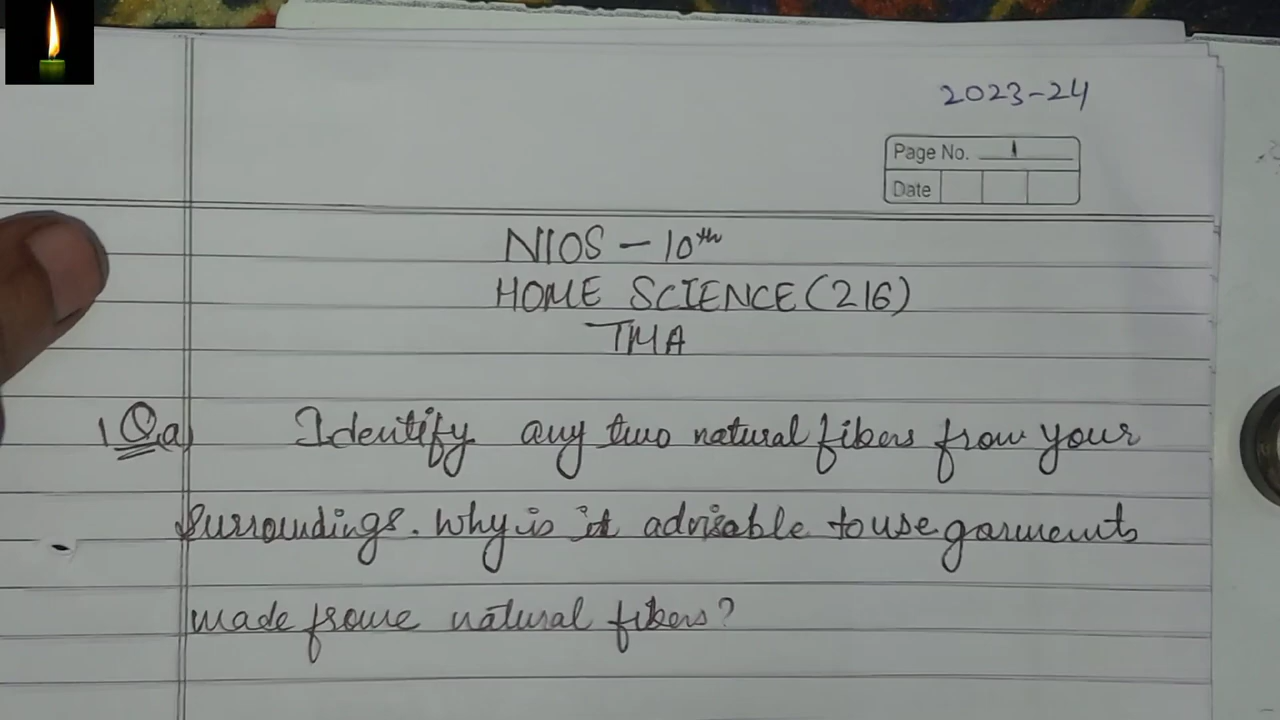 2023-24
Page No. 1
Date
NIOS - 10th
HOME SCIENCE (216)
TMA
1 Q a) Identify any two natural fibers from your
surroundings. Why is it advisable to use garments
made frome natural fibers?